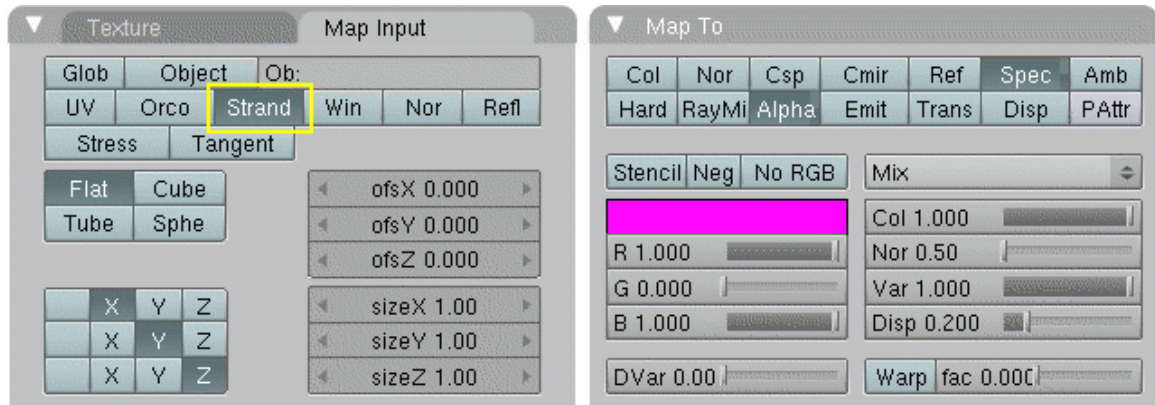 Texture Map Input
Glob Object Ob:
UV Orco Strand Win Nor Refl
Stress Tangent
Flat Cube
Tube Sphe
ofsX 0.000
ofsY 0.000
ofsZ 0.000
X Y Z
X Y Z
X Y Z
sizeX 1.00
sizeY 1.00
sizeZ 1.00
Map To
Col Nor Csp Cmir Ref Spec Amb
Hard RayMi Alpha Emit Trans Disp PAttr
Stencil Neg No RGB
R 1.000
G 0.000
B 1.000
DVar 0.00
Mix
Col 1.000
Nor 0.50
Var 1.000
Disp 0.200
Warp fac 0.000